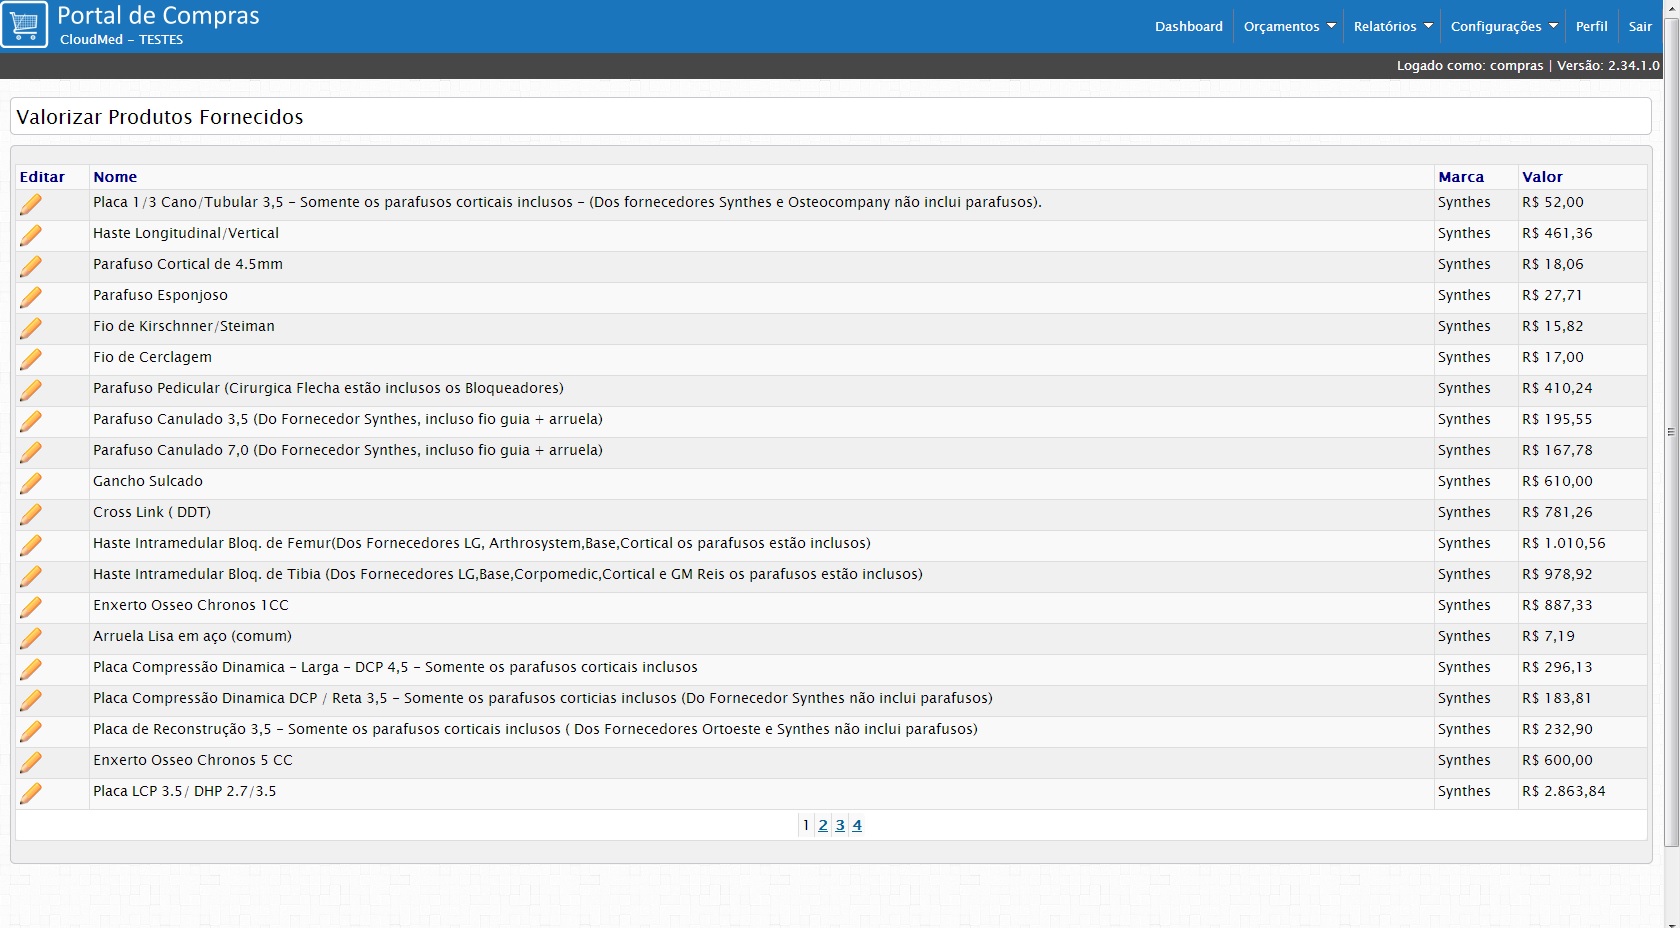 Portal de Compras
CloudMed - TESTES
Dashboard Orçamentos Relatórios Configurações Perfil Sair
Logado como: compras | Versão: 2.34.1.0
Valorizar Produtos Fornecidos
Editar Nome Marca Valor
Placa 1/3 Cano/Tubular 3,5 - Somente os parafusos corticais inclusos - (Dos fornecedores Synthes e Osteocompany não inclui parafusos). Synthes R$ 52,00
Haste Longitudinal/Vertical Synthes R$ 461,36
Parafuso Cortical de 4.5mm Synthes R$ 18,06
Parafuso Esponjoso Synthes R$ 27,71
Fio de Kirschnner/Steiman Synthes R$ 15,82
Fio de Cerclagem Synthes R$ 17,00
Parafuso Pedicular (Cirurgica Flecha estão inclusos os Bloqueadores) Synthes R$ 410,24
Parafuso Canulado 3,5 (Do Fornecedor Synthes, incluso fio guia + arruela) Synthes R$ 195,55
Parafuso Canulado 7,0 (Do Fornecedor Synthes, incluso fio guia + arruela) Synthes R$ 167,78
Gancho Sulcado Synthes R$ 610,00
Cross Link ( DDT) Synthes R$ 781,26
Haste Intramedular Bloq. de Femur(Dos Fornecedores LG, Arthrosystem,Base,Cortical os parafusos estão inclusos) Synthes R$ 1.010,56
Haste Intramedular Bloq. de Tibia (Dos Fornecedores LG,Base,Corpomedic,Cortical e GM Reis os parafusos estão inclusos) Synthes R$ 978,92
Enxerto Osseo Chronos 1CC Synthes R$ 887,33
Arruela Lisa em aço (comum) Synthes R$ 7,19
Placa Compressão Dinamica - Larga - DCP 4,5 - Somente os parafusos corticais inclusos Synthes R$ 296,13
Placa Compressão Dinamica DCP / Reta 3,5 - Somente os parafusos corticias inclusos (Do Fornecedor Synthes não inclui parafusos) Synthes R$ 183,81
Placa de Reconstrução 3,5 - Somente os parafusos corticais inclusos ( Dos Fornecedores Ortoeste e Synthes não inclui parafusos) Synthes R$ 232,90
Enxerto Osseo Chronos 5 CC Synthes R$ 600,00
Placa LCP 3.5/ DHP 2.7/3.5 Synthes R$ 2.863,84
1 2 3 4